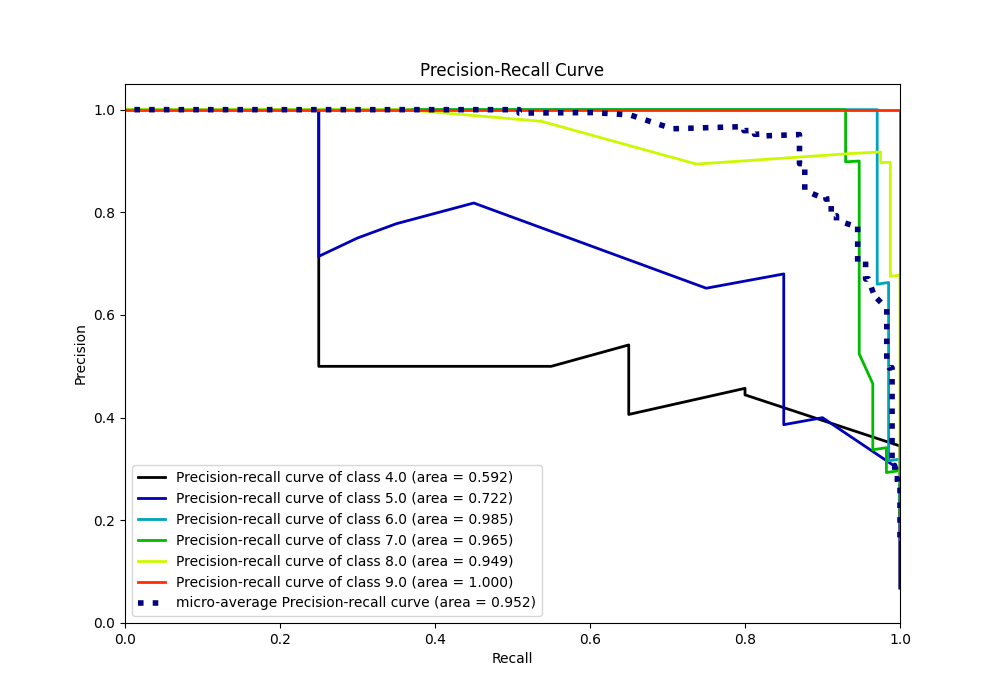 Precision-Recall Curve
1.0
0.8
0.6
0.4
0.2
0.0
Precision
Precision-recall curve of class 4.0 (area = 0.592)
Precision-recall curve of class 5.0 (area = 0.722)
Precision-recall curve of class 6.0 (area = 0.985)
Precision-recall curve of class 7.0 (area = 0.965)
Precision-recall curve of class 8.0 (area = 0.949)
Precision-recall curve of class 9.0 (area = 1.000)
micro-average Precision-recall curve (area = 0.952)
0.0 0.2 0.4 0.6 0.8 1.0
Recall